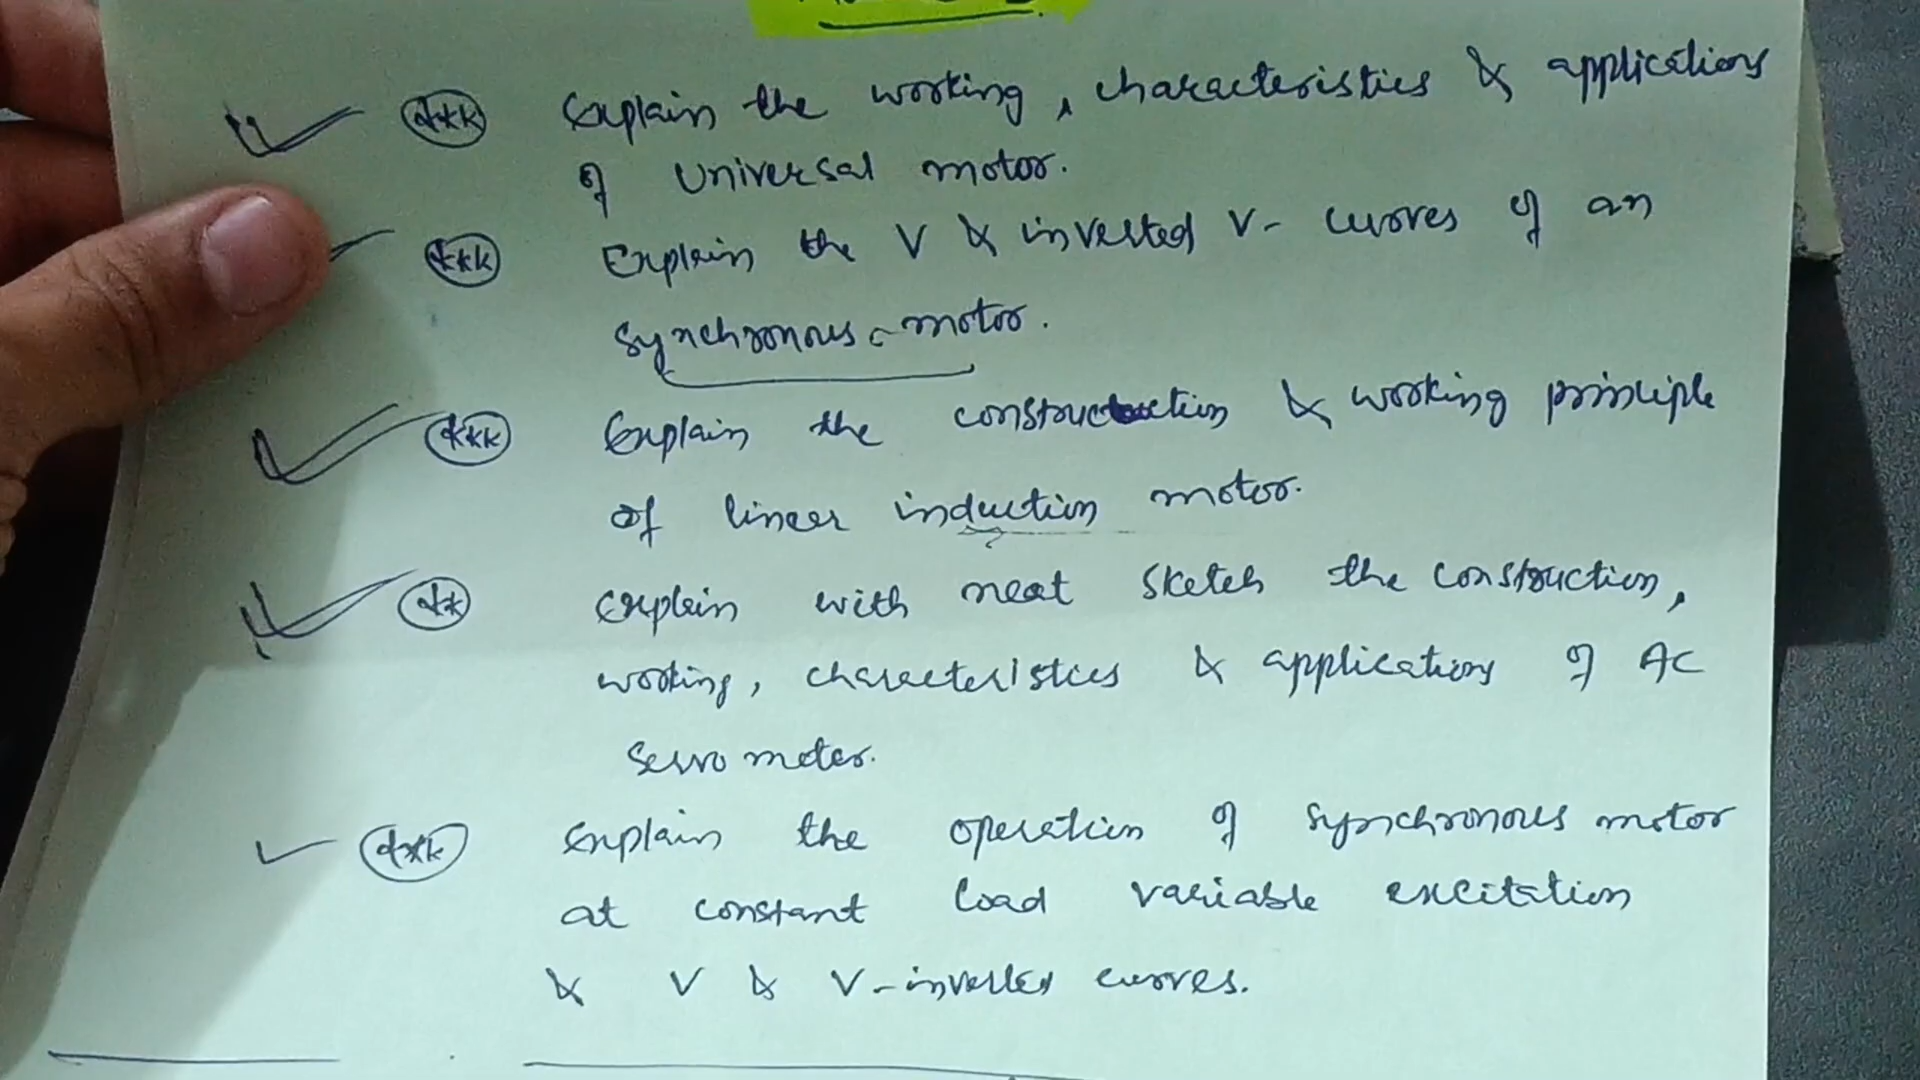 *** Explain the working, characteristics & applications
of Universal motor.
*** Explain the V & inverted V- curves of an
synchronous motor.
*** Explain the construction & working principle
of linear induction motor.
** explain with neat sketch the construction,
working, characteristics & applications of AC
servo motor.
*** explain the operation of synchronous motor
at constant load variable excitation
& V & V-inverted curves.